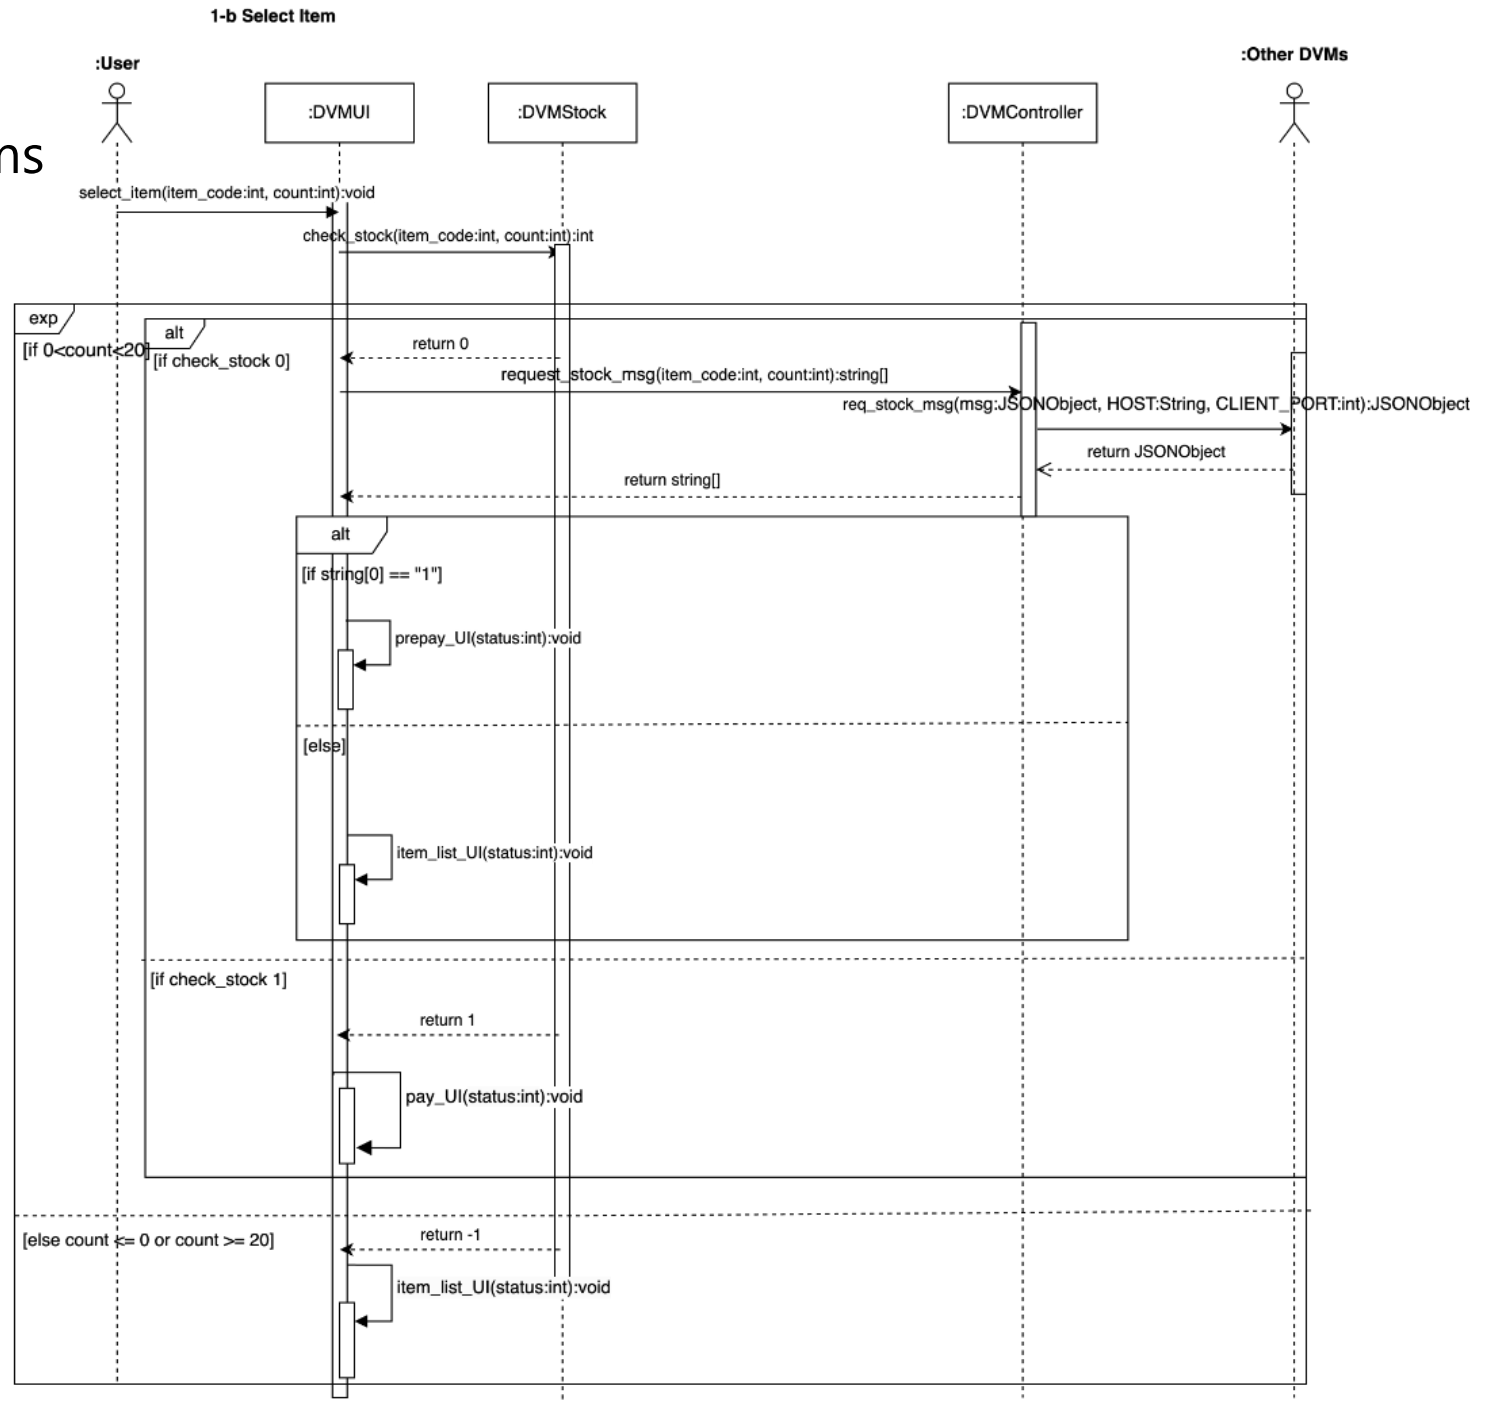 1-b Select Item
:User
:Other DVMs
:DVMUI
:DVMStock
:DVMController
ns
select_item(item_code:int, count:int):void
check_stock(item_code:int, count:int):int
exp
[if 0<count<20]
alt
[if check_stock 0]
return 0
request_stock_msg(item_code:int, count:int):string[]
req_stock_msg(msg:JSONObject, HOST:String, CLIENT_PORT:int):JSONObject
return JSONObject
return string[]
alt
[if string[0] == "1"]
prepay_UI(status:int):void
[else]
item_list_UI(status:int):void
[if check_stock 1]
return 1
pay_UI(status:int):void
[else count <= 0 or count >= 20]
return -1
item_list_UI(status:int):void